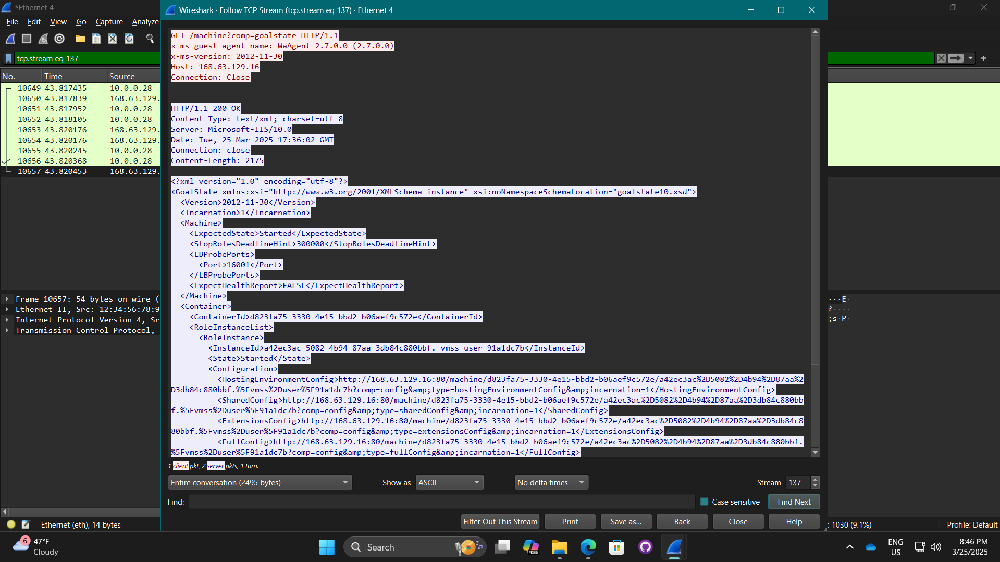 *Ethernet 4
File Edit View Go Capture Analyze
tcp.stream eq 137
No. Time Source
10649 43.817435 10.0.0.28
10650 43.817839 168.63.129.
10651 43.817952 10.0.0.28
10652 43.818105 10.0.0.28
10653 43.820176 168.63.129.
10654 43.820176 168.63.129.
10655 43.820245 10.0.0.28
10656 43.820368 10.0.0.28
10657 43.820453 168.63.129.
Frame 10657: 54 bytes on wire (
Ethernet II, Src: 12:34:56:78:9
Internet Protocol Version 4, Sr
Transmission Control Protocol,
Wireshark · Follow TCP Stream (tcp.stream eq 137) · Ethernet 4
GET /machine?comp=goalstate HTTP/1.1
x-ms-guest-agent-name: WaAgent-2.7.0.0 (2.7.0.0)
x-ms-version: 2012-11-30
Host: 168.63.129.16
Connection: Close
HTTP/1.1 200 OK
Content-Type: text/xml; charset=utf-8
Server: Microsoft-IIS/10.0
Date: Tue, 25 Mar 2025 17:36:02 GMT
Connection: close
Content-Length: 2175
<?xml version="1.0" encoding="utf-8"?>
<GoalState xmlns:xsi="http://www.w3.org/2001/XMLSchema-instance" xsi:noNamespaceSchemaLocation="goalstate10.xsd">
<Version>2012-11-30</Version>
<Incarnation>1</Incarnation>
<Machine>
<ExpectedState>Started</ExpectedState>
<StopRolesDeadlineHint>300000</StopRolesDeadlineHint>
<LBProbePorts>
<Port>16001</Port>
</LBProbePorts>
<ExpectHealthReport>FALSE</ExpectHealthReport>
</Machine>
<Container>
<ContainerId>d823fa75-3330-4e15-bbd2-b06aef9c572e</ContainerId>
<RoleInstanceList>
<RoleInstance>
<InstanceId>a42ec3ac-5082-4b94-87aa-3db84c880bbf._vmss-user_91a1dc7b</InstanceId>
<State>Started</State>
<Configuration>
<HostingEnvironmentConfig>http://168.63.129.16:80/machine/d823fa75-3330-4e15-bbd2-b06aef9c572e/a42ec3ac%2D5082%2D4b94%2D87aa%2
D3db84c880bbf.%5Fvmss%2Duser%5F91a1dc7b?comp=config&amp;type=hostingEnvironmentConfig&amp;incarnation=1</HostingEnvironmentConfig>
<SharedConfig>http://168.63.129.16:80/machine/d823fa75-3330-4e15-bbd2-b06aef9c572e/a42ec3ac%2D5082%2D4b94%2D87aa%2D3db84c880bb
f.%5Fvmss%2Duser%5F91a1dc7b?comp=config&amp;type=sharedConfig&amp;incarnation=1</SharedConfig>
<ExtensionsConfig>http://168.63.129.16:80/machine/d823fa75-3330-4e15-bbd2-b06aef9c572e/a42ec3ac%2D5082%2D4b94%2D87aa%2D3db84c8
80bbf.%5Fvmss%2Duser%5F91a1dc7b?comp=config&amp;type=extensionsConfig&amp;incarnation=1</ExtensionsConfig>
<FullConfig>http://168.63.129.16:80/machine/d823fa75-3330-4e15-bbd2-b06aef9c572e/a42ec3ac%2D5082%2D4b94%2D87aa%2D3db84c880bbf.
%5Fvmss%2Duser%5F91a1dc7b?comp=config&amp;type=fullConfig&amp;incarnation=1</FullConfig>
1 client pkt, 2 server pkts, 1 turn.
Entire conversation (2495 bytes) Show as ASCII No delta times Stream 137
Find: Case sensitive Find Next
Filter Out This Stream Print Save as... Back Close Help
···E·
?····
;s·P·
Ethernet (eth), 14 bytes
: 1030 (9.1%) Profile: Default
6 47°F
Cloudy
Search
M365
ENG
US
8:46 PM
3/25/2025